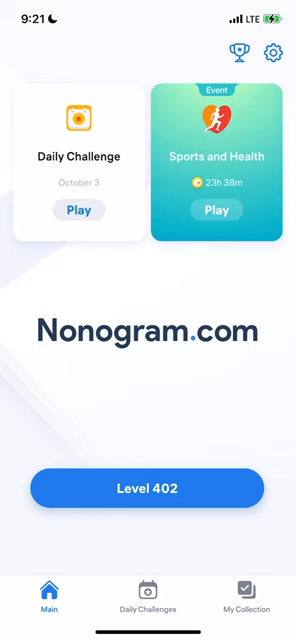 9:21
LTE
Event
Daily Challenge
October 3
Play
Sports and Health
23h 38m
Play
Nonogram.com
Level 402
Main
Daily Challenges
My Collection